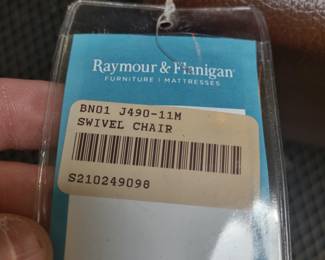 Raymour & Flanigan
FURNITURE | MATTRESSES
BN01 J490-11M
SWIVEL CHAIR
S210249098